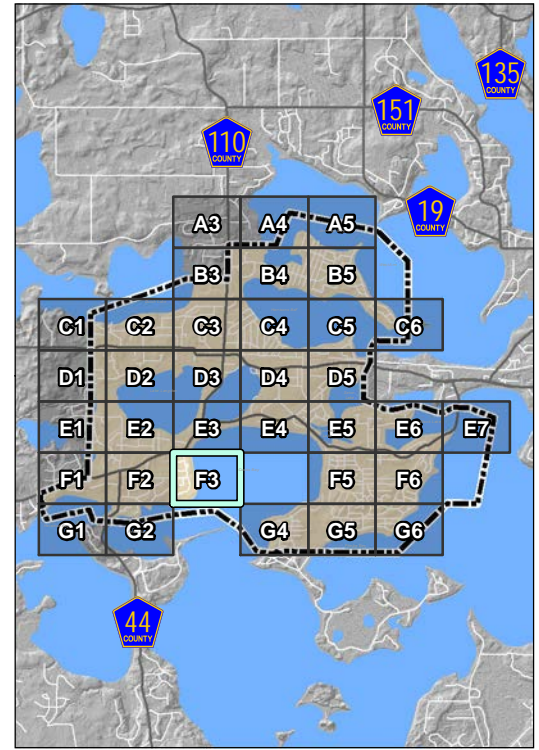 135
COUNTY
151
COUNTY
110
COUNTY
19
COUNTY
A3 A4 A5
B3 B4 B5
C1 C2 C3 C4 C5 C6
D1 D2 D3 D4 D5
E1 E2 E3 E4 E5 E6 E7
F1 F2 F3 F5 F6
G1 G2 G4 G5 G6
44
COUNTY